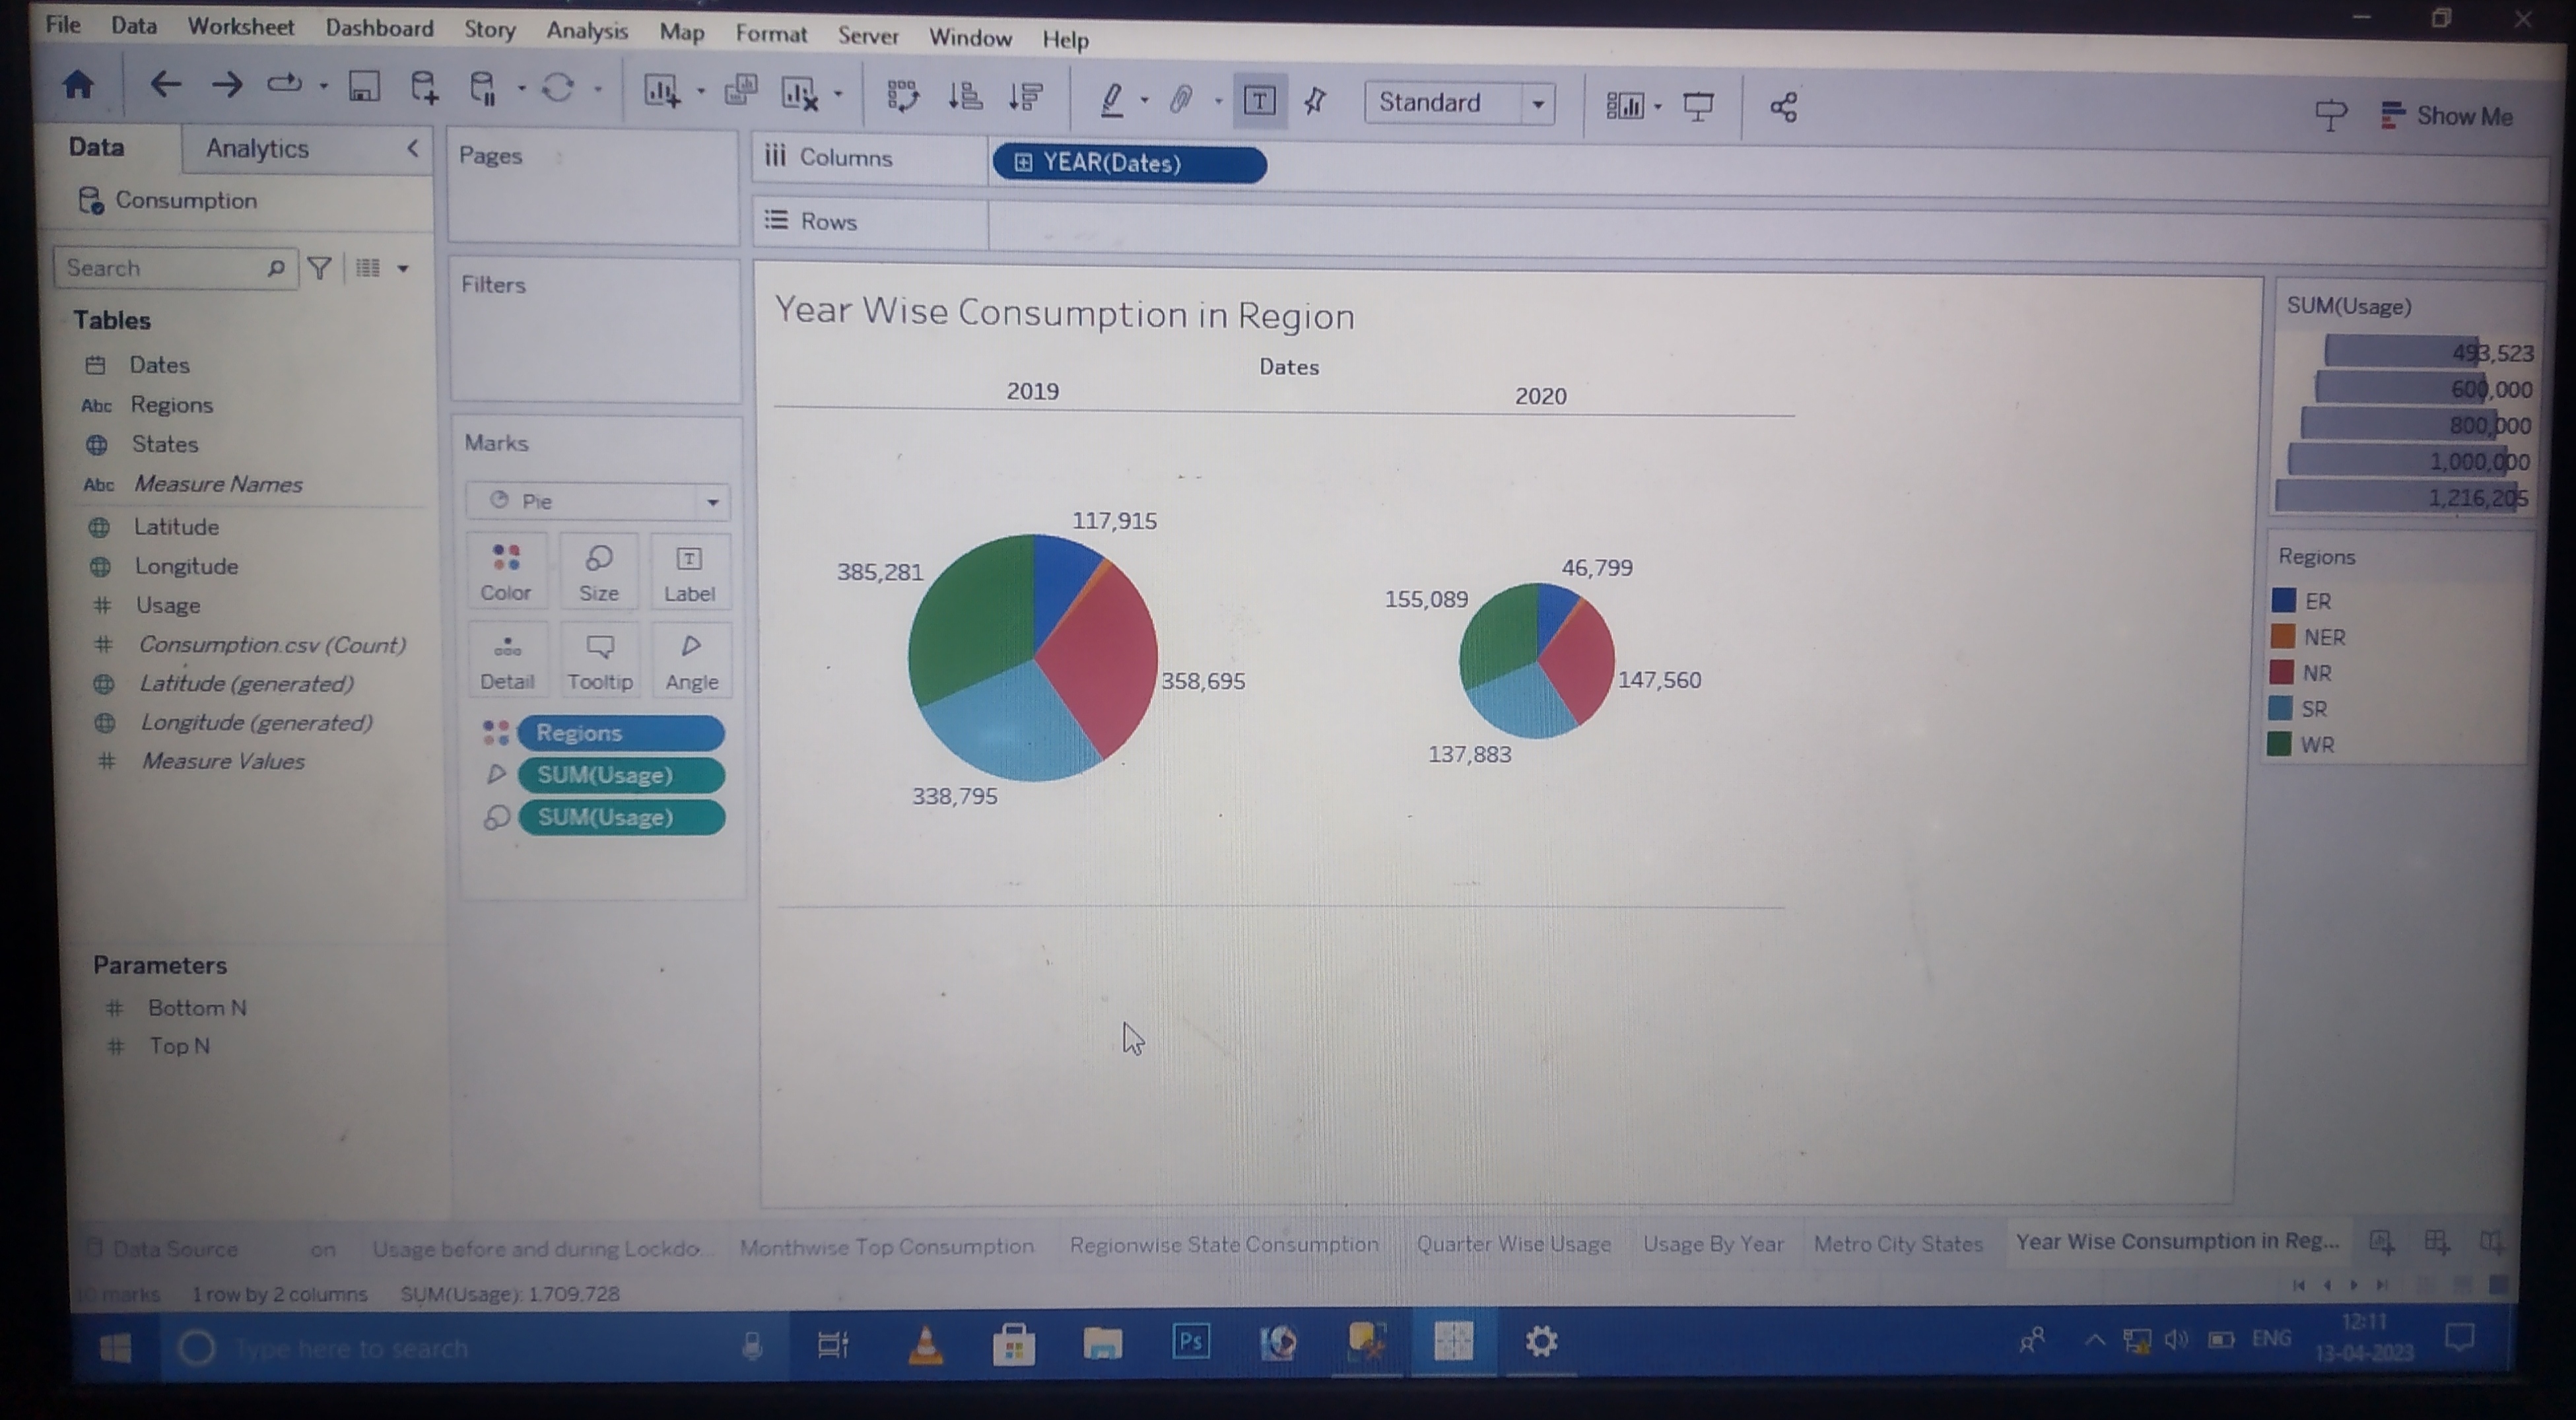 File Data Worksheet Dashboard Story Analysis Map Format Server Window Help
Standard
Show Me
Data Analytics
Consumption
Search
Tables
Dates
Abc Regions
States
Abc Measure Names
Latitude
Longitude
# Usage
# Consumption.csv (Count)
Latitude (generated)
Longitude (generated)
# Measure Values
Parameters
# Bottom N
# Top N
Pages
Filters
Marks
Pie
Color Size Label
Detail Tooltip Angle
Regions
SUM(Usage)
SUM(Usage)
iii Columns YEAR(Dates)
Rows
Year Wise Consumption in Region
Dates
2019 2020
117,915
385,281
358,695
338,795
46,799
155,089
147,560
137,883
SUM(Usage)
493,523
600,000
800,000
1,000,000
1,216,205
Regions
ER
NER
NR
SR
WR
Data Source on Usage before and during Lockdo... Monthwise Top Consumption Regionwise State Consumption Quarter Wise Usage Usage By Year Metro City States Year Wise Consumption in Reg...
marks 1 row by 2 columns SUM(Usage): 1,709,728
Type here to search
Ps
ENG
12:11
13-04-2023